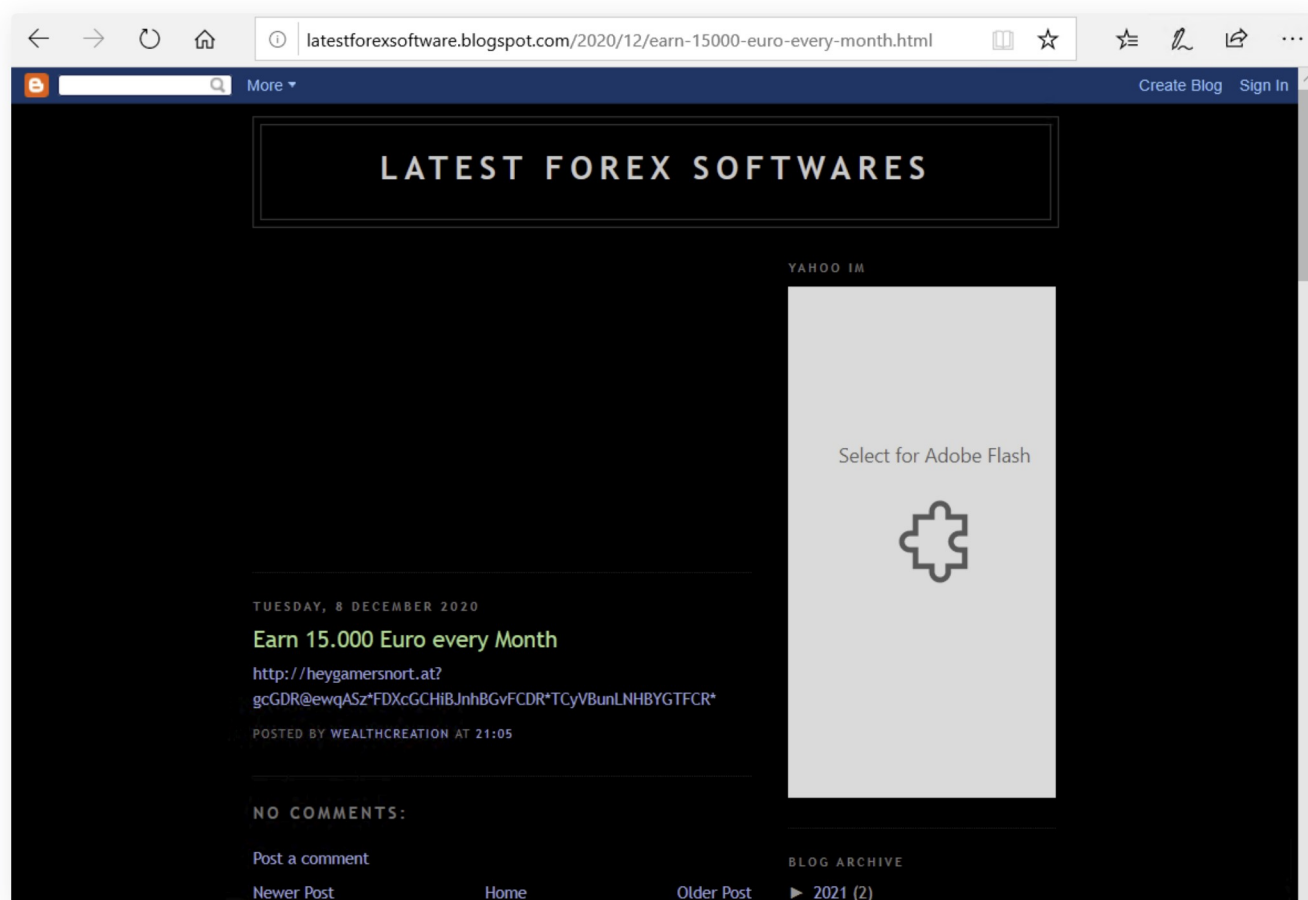 latestforexsoftware.blogspot.com/2020/12/earn-15000-euro-every-month.html
More ▾
Create Blog Sign In
LATEST FOREX SOFTWARES
YAHOO IM
Select for Adobe Flash
TUESDAY, 8 DECEMBER 2020
Earn 15.000 Euro every Month
http://heygamersnort.at?
gcGDR@ewqASz*FDXcGCHiBJnhBGvFCDR*TCyVBunLNHBYGTFCR*
POSTED BY WEALTHCREATION AT 21:05
NO COMMENTS:
Post a comment
Newer Post Home Older Post
BLOG ARCHIVE
► 2021 (2)